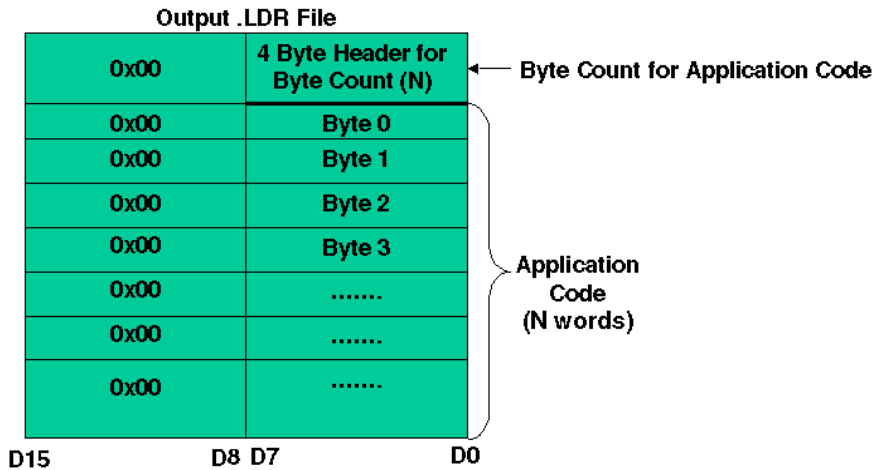 Output .LDR File
0x00
4 Byte Header for
Byte Count (N)
Byte Count for Application Code
0x00
Byte 0
0x00
Byte 1
0x00
Byte 2
0x00
Byte 3
Application
Code
(N words)
0x00
.......
0x00
.......
0x00
.......
D15
D8
D7
D0